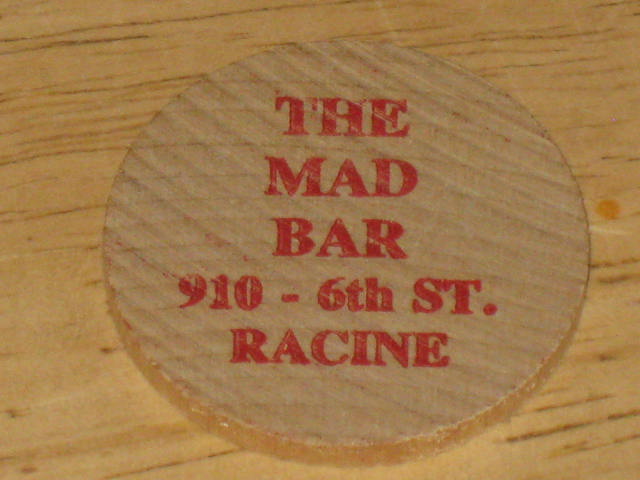 THE
MAD
BAR
910 - 6th ST.
RACINE